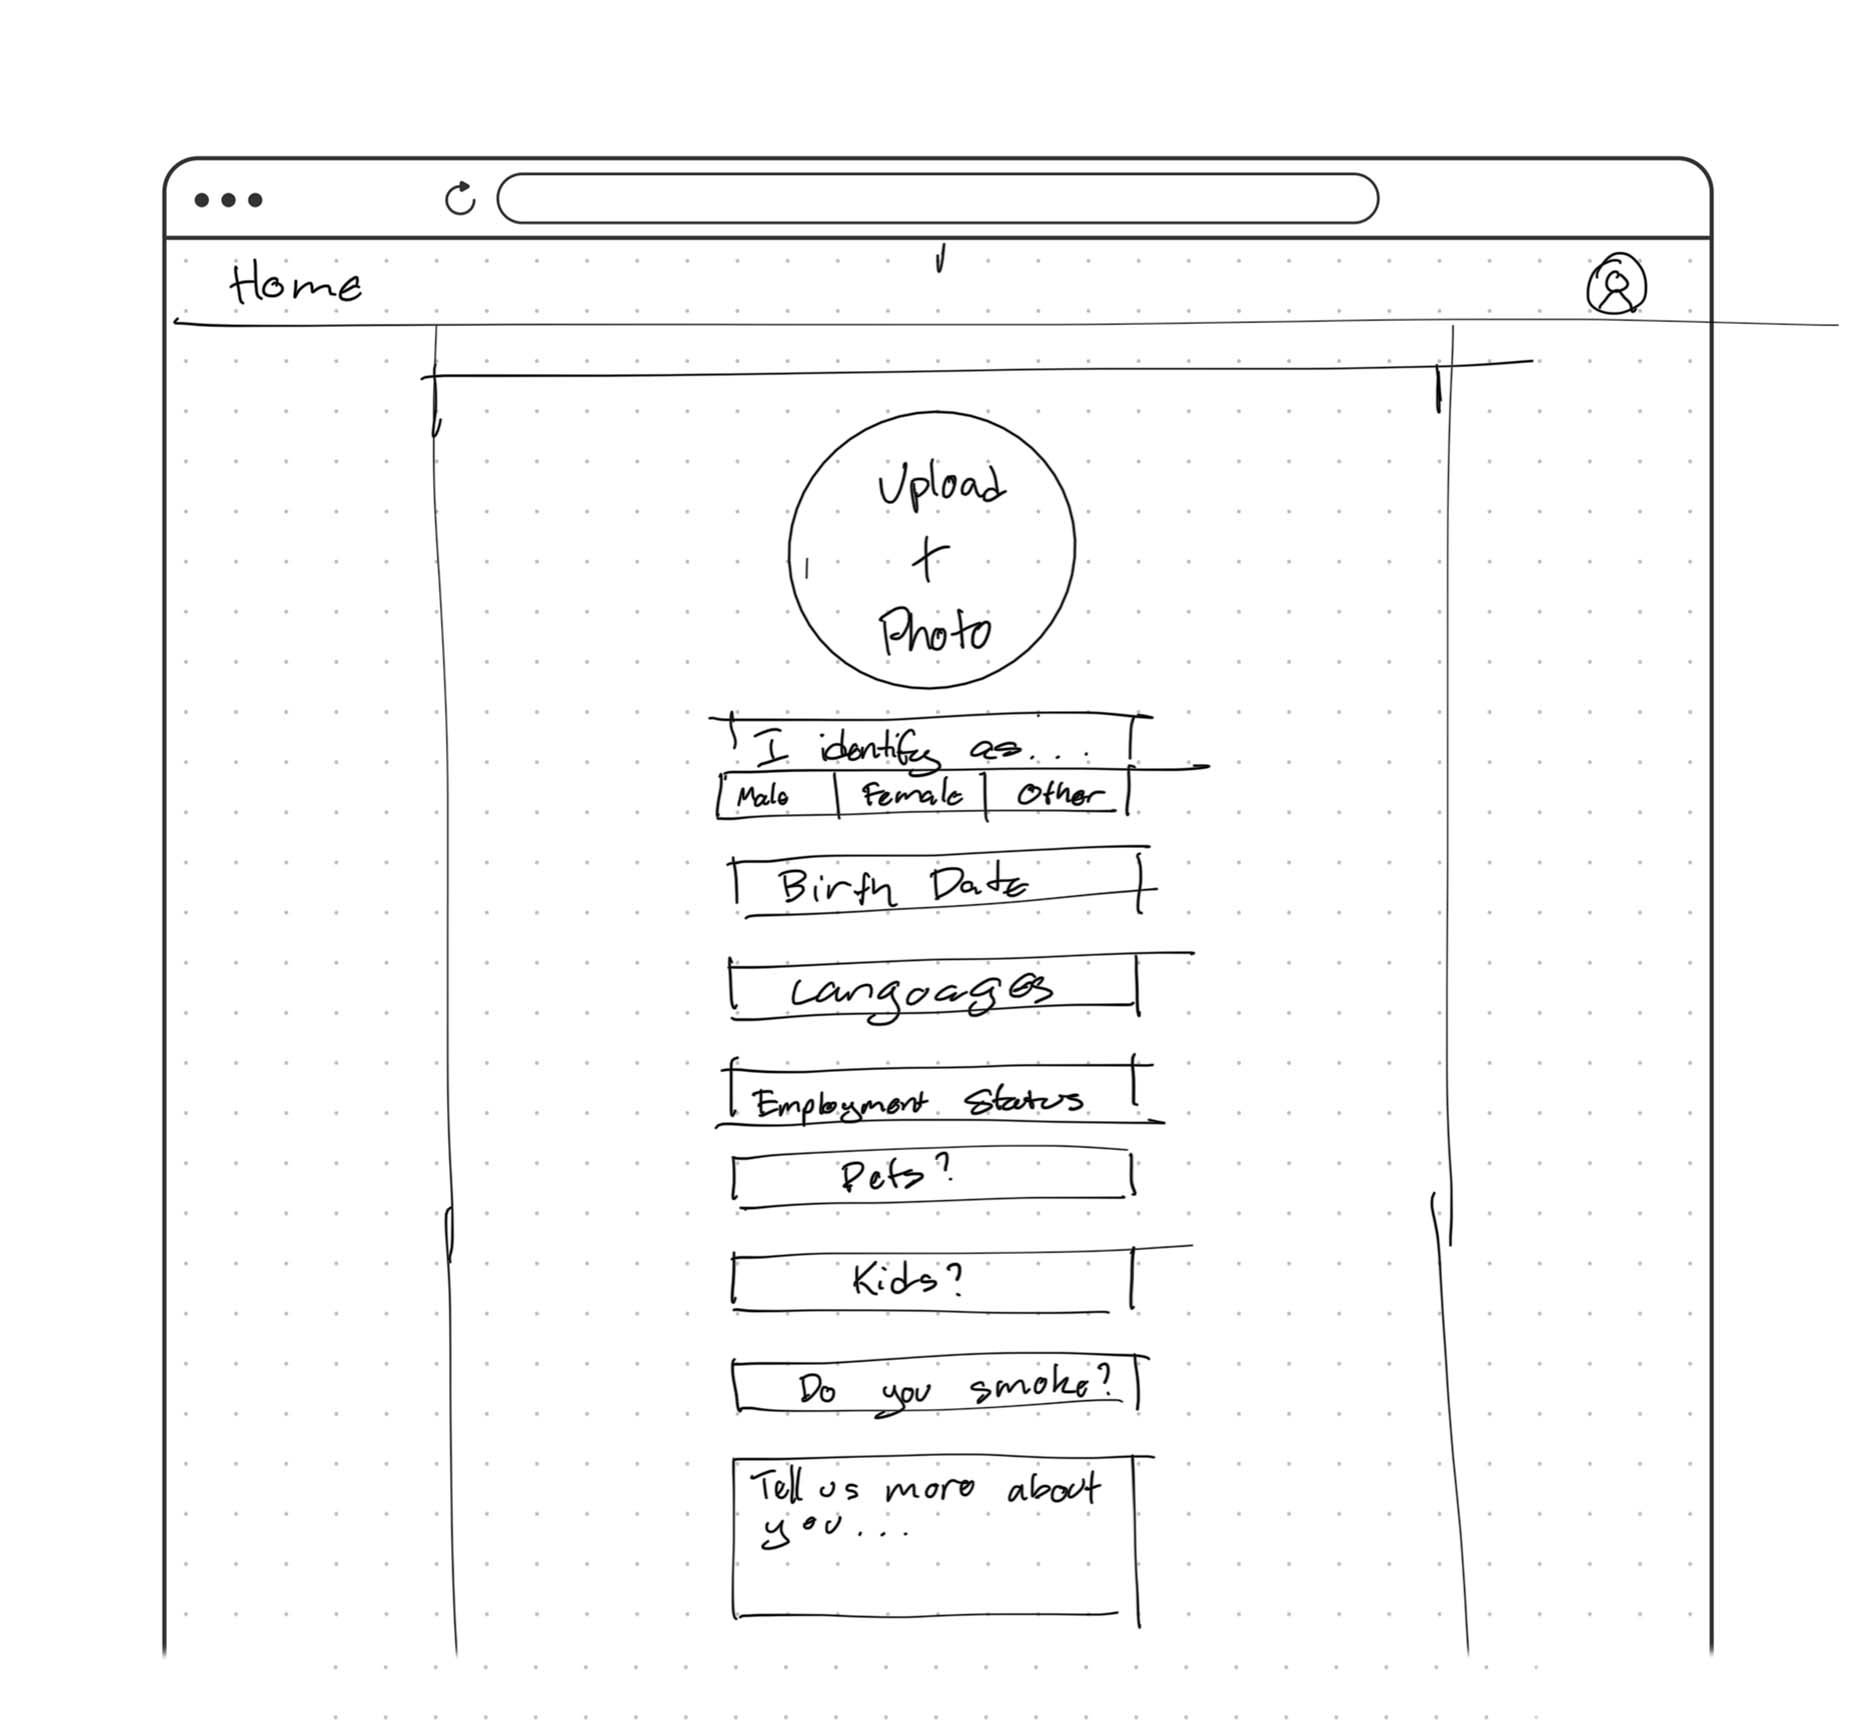 Home
Upload
+
Photo
I identify as...
Male Female Other
Birth Date
Languages
Employment Status
Pets?
Kids?
Do you smoke?
Tell us more about
you...